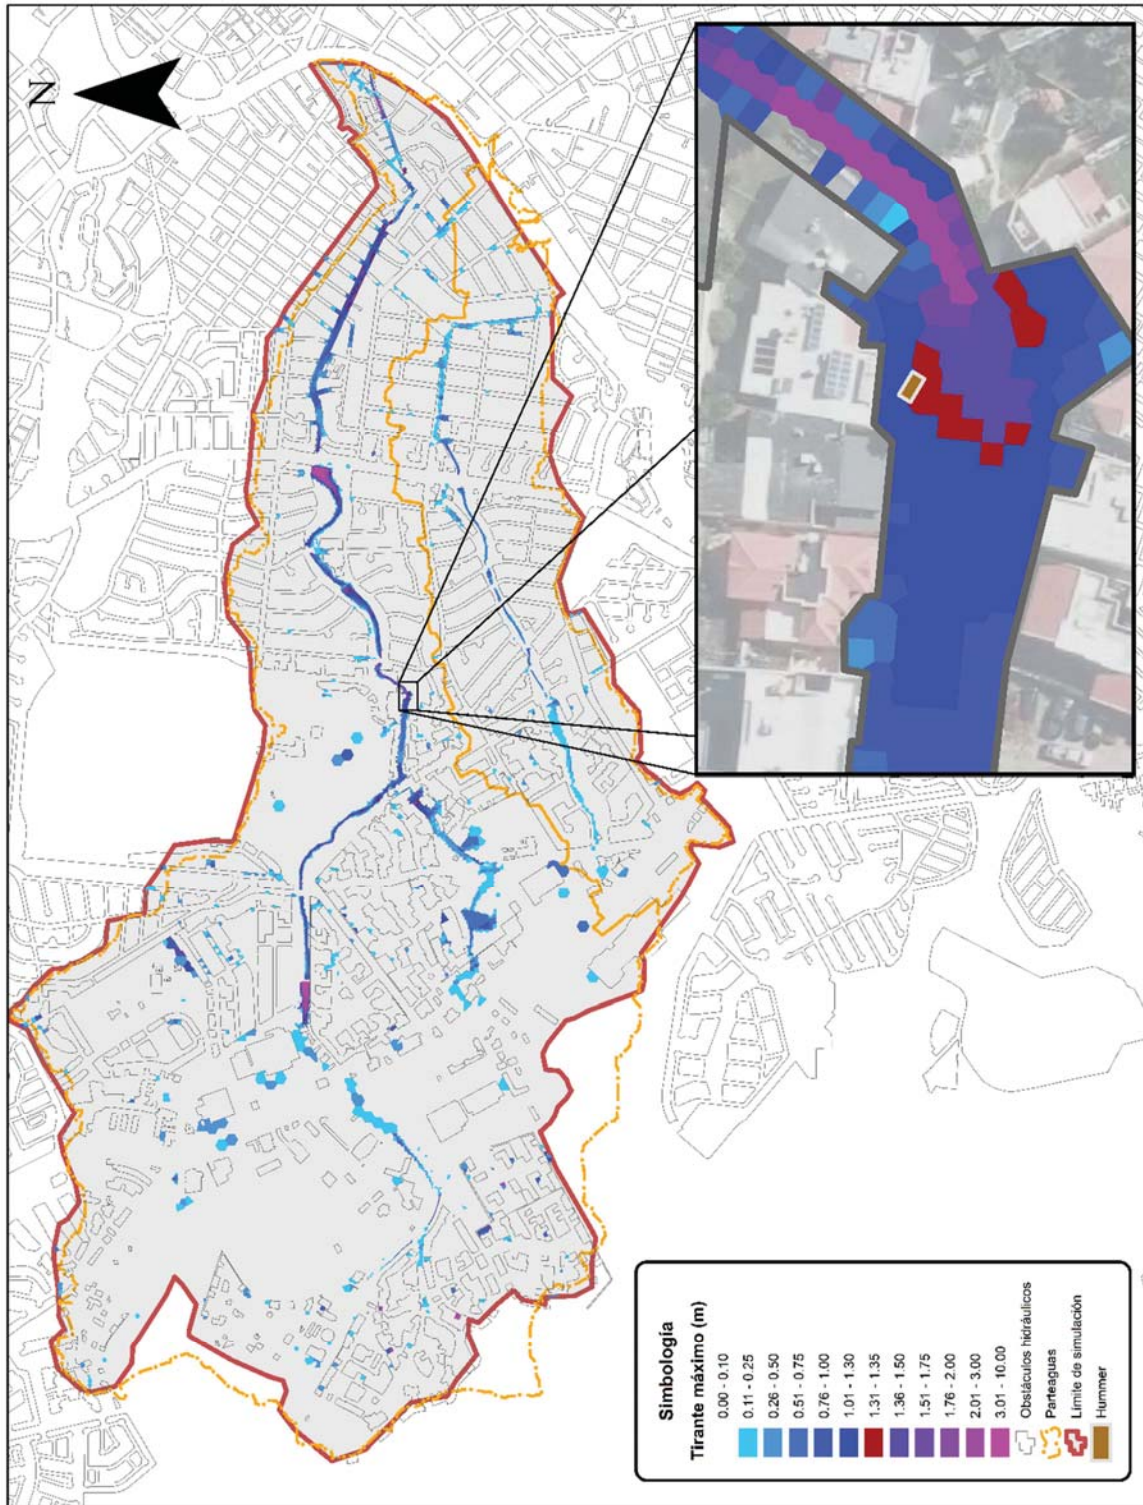 N
Simbología
Tirante máximo (m)
0.00 - 0.10
0.11 - 0.25
0.26 - 0.50
0.51 - 0.75
0.76 - 1.00
1.01 - 1.30
1.31 - 1.35
1.36 - 1.50
1.51 - 1.75
1.76 - 2.00
2.01 - 3.00
3.01 - 10.00
Obstáculos hidráulicos
Parteaguas
Límite de simulación
Hummer